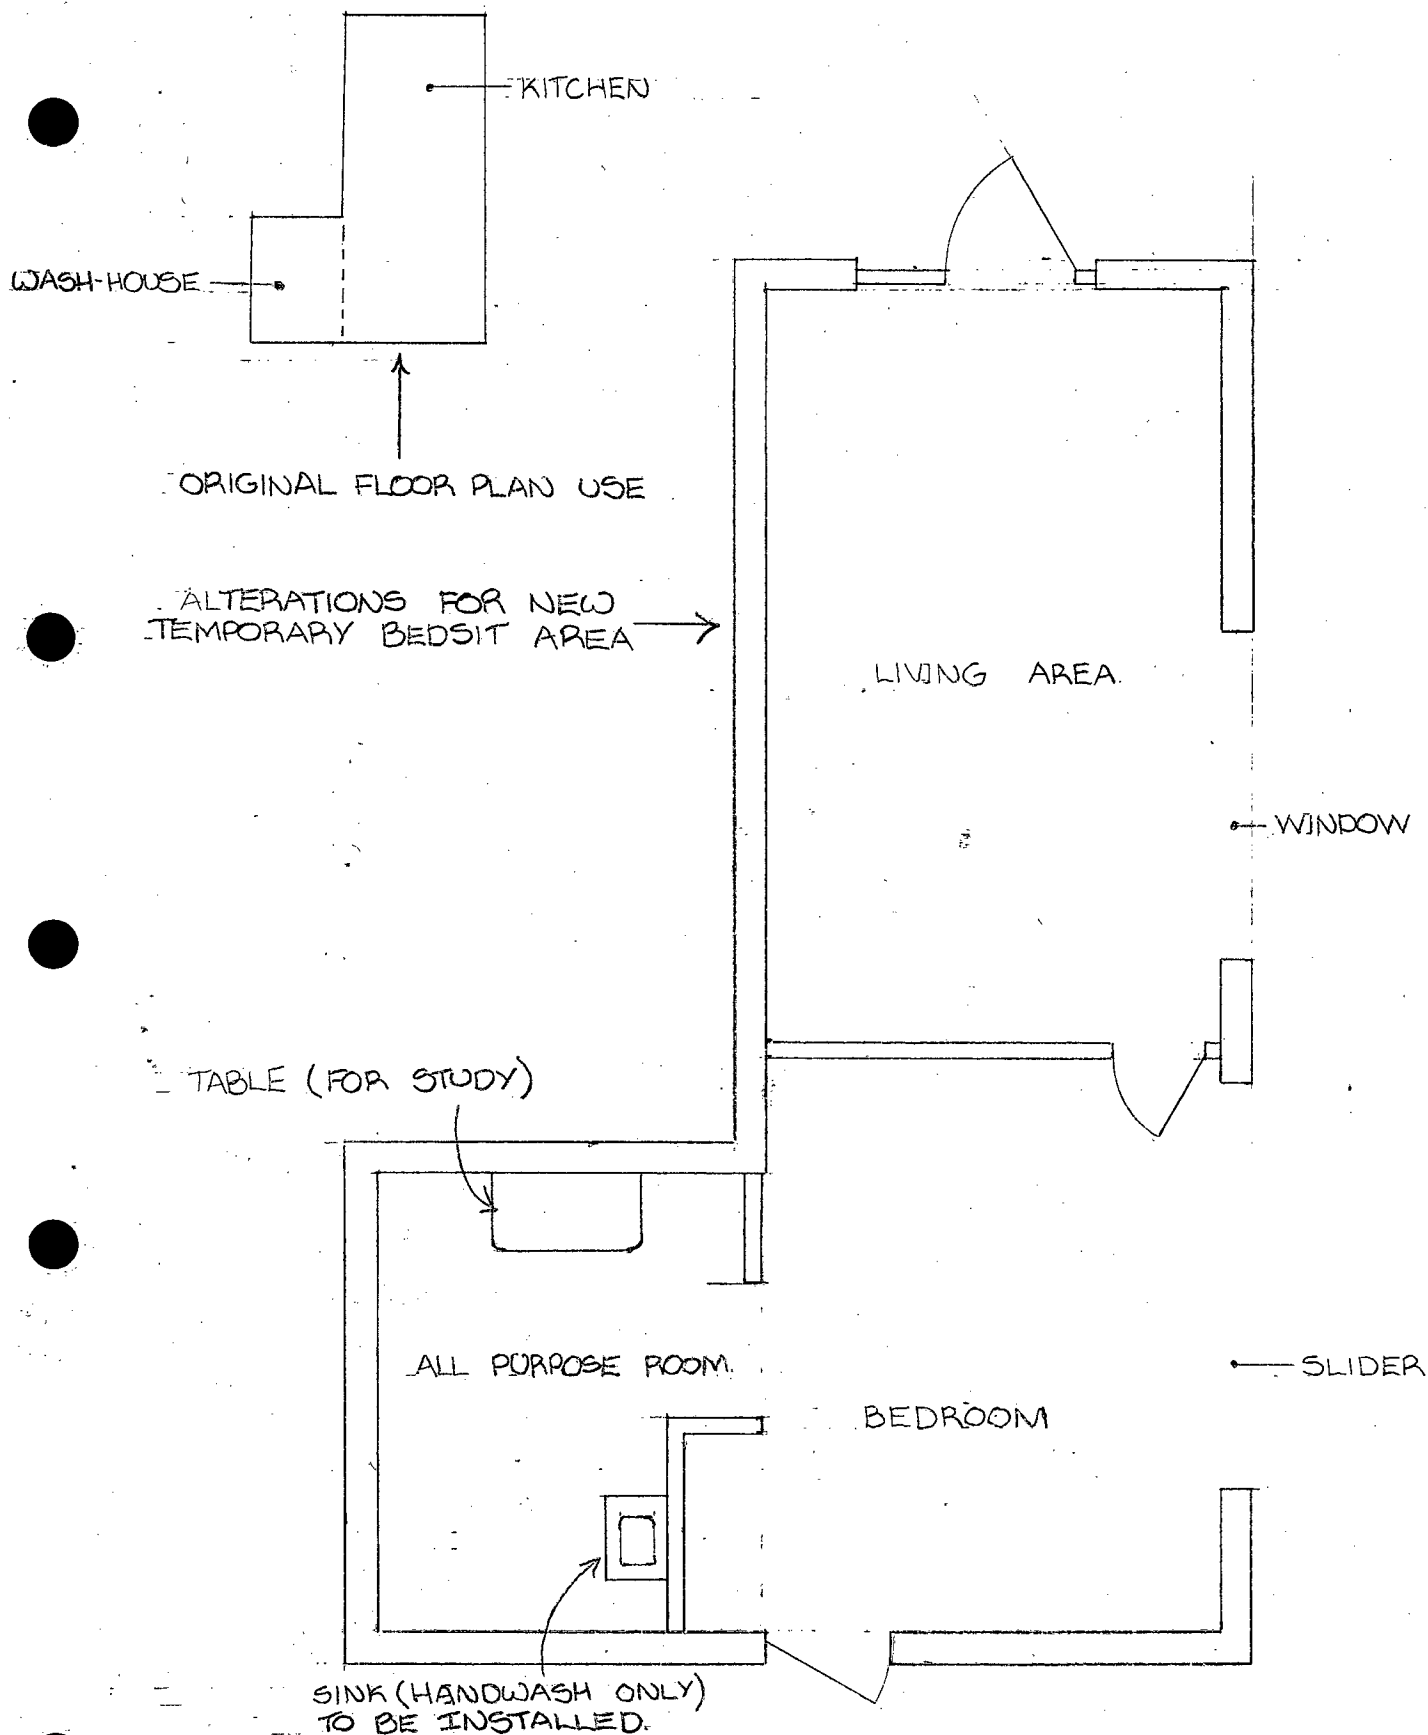 KITCHEN
WASH-HOUSE
ORIGINAL FLOOR PLAN USE
ALTERATIONS FOR NEW
TEMPORARY BEDSIT AREA
LIVING AREA.
WINDOW
TABLE (FOR STUDY)
ALL PURPOSE ROOM.
SLIDER
BEDROOM
SINK (HANDWASH ONLY)
TO BE INSTALLED.